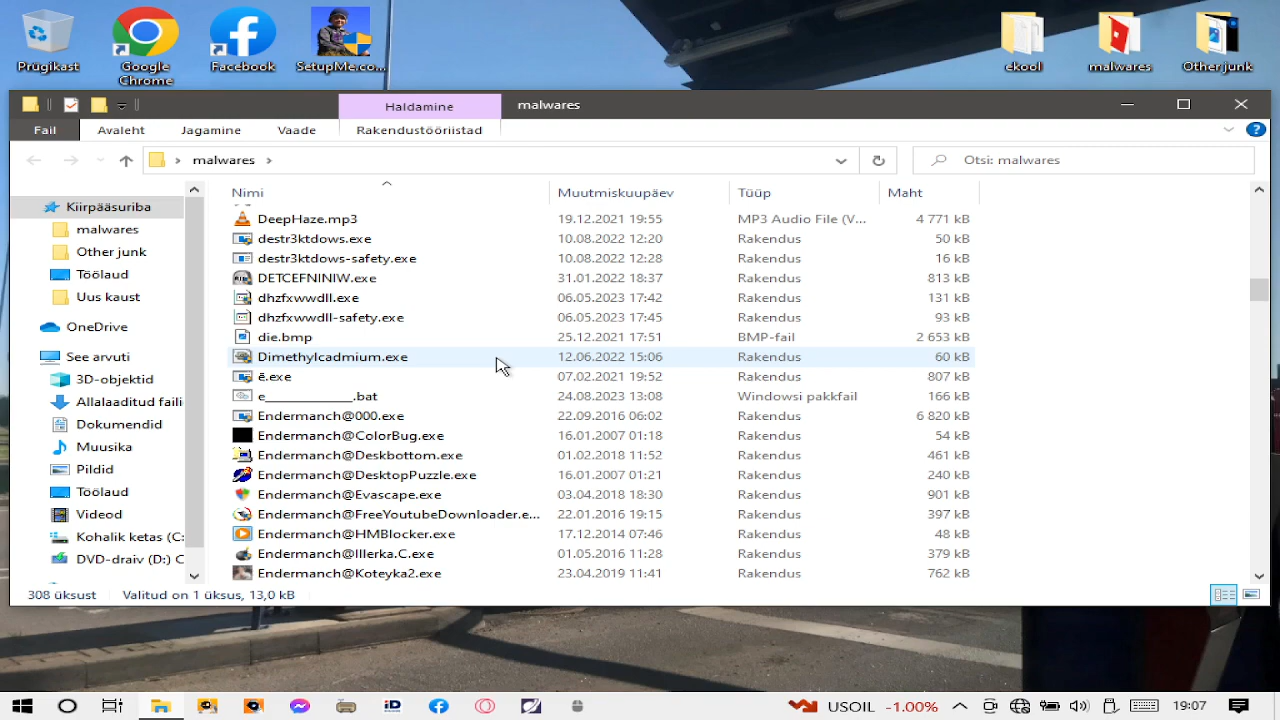 Prügikast
Google Chrome
Facebook
SetupMe.co...
ekool
malwares
Other junk
Haldamine
malwares
Fail
Avaleht
Jagamine
Vaade
Rakendustööriistad
malwares
Otsi: malwares
Kiirpääsuriba
malwares
Other junk
Töölaud
Uus kaust
OneDrive
See arvuti
3D-objektid
Allalaaditud faili
Dokumendid
Muusika
Pildid
Töölaud
Videod
Kohalik ketas (C:
DVD-draiv (D:) C
Nimi Muutmiskuupäev Tüüp Maht
DeepHaze.mp3 19.12.2021 19:55 MP3 Audio File (V... 4 771 kB
destr3ktdows.exe 10.08.2022 12:20 Rakendus 50 kB
destr3ktdows-safety.exe 10.08.2022 12:28 Rakendus 16 kB
DETCEFNINIW.exe 31.01.2022 18:37 Rakendus 813 kB
dhzfxwwdll.exe 06.05.2023 17:42 Rakendus 131 kB
dhzfxwwdll-safety.exe 06.05.2023 17:45 Rakendus 93 kB
die.bmp 25.12.2021 17:51 BMP-fail 2 653 kB
Dimethylcadmium.exe 12.06.2022 15:06 Rakendus 60 kB
ë.exe 07.02.2021 19:52 Rakendus 807 kB
e____________.bat 24.08.2023 13:08 Windowsi pakkfail 166 kB
Endermanch@000.exe 22.09.2016 06:02 Rakendus 6 820 kB
Endermanch@ColorBug.exe 16.01.2007 01:18 Rakendus 54 kB
Endermanch@Deskbottom.exe 01.02.2018 11:52 Rakendus 461 kB
Endermanch@DesktopPuzzle.exe 16.01.2007 01:21 Rakendus 240 kB
Endermanch@Evascape.exe 03.04.2018 18:30 Rakendus 901 kB
Endermanch@FreeYoutubeDownloader.e... 22.01.2016 19:15 Rakendus 397 kB
Endermanch@HMBlocker.exe 17.12.2014 07:46 Rakendus 48 kB
Endermanch@Illerka.C.exe 01.05.2016 11:28 Rakendus 379 kB
Endermanch@Koteyka2.exe 23.04.2019 11:41 Rakendus 762 kB
308 üksust Valitud on 1 üksus, 13,0 kB
iD
USOIL -1.00%
19:07